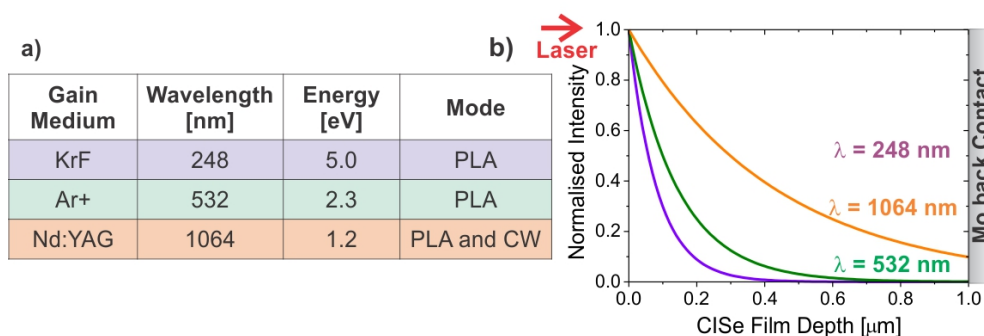 a)
Gain Medium Wavelength [nm] Energy [eV] Mode
KrF 248 5.0 PLA
Ar+ 532 2.3 PLA
Nd:YAG 1064 1.2 PLA and CW
b)
Laser
Normalised Intensity
1.0
0.8
0.6
0.4
0.2
0.0
λ = 248 nm
λ = 1064 nm
λ = 532 nm
Mo back Contact
0.0 0.2 0.4 0.6 0.8 1.0
CISe Film Depth [μm]